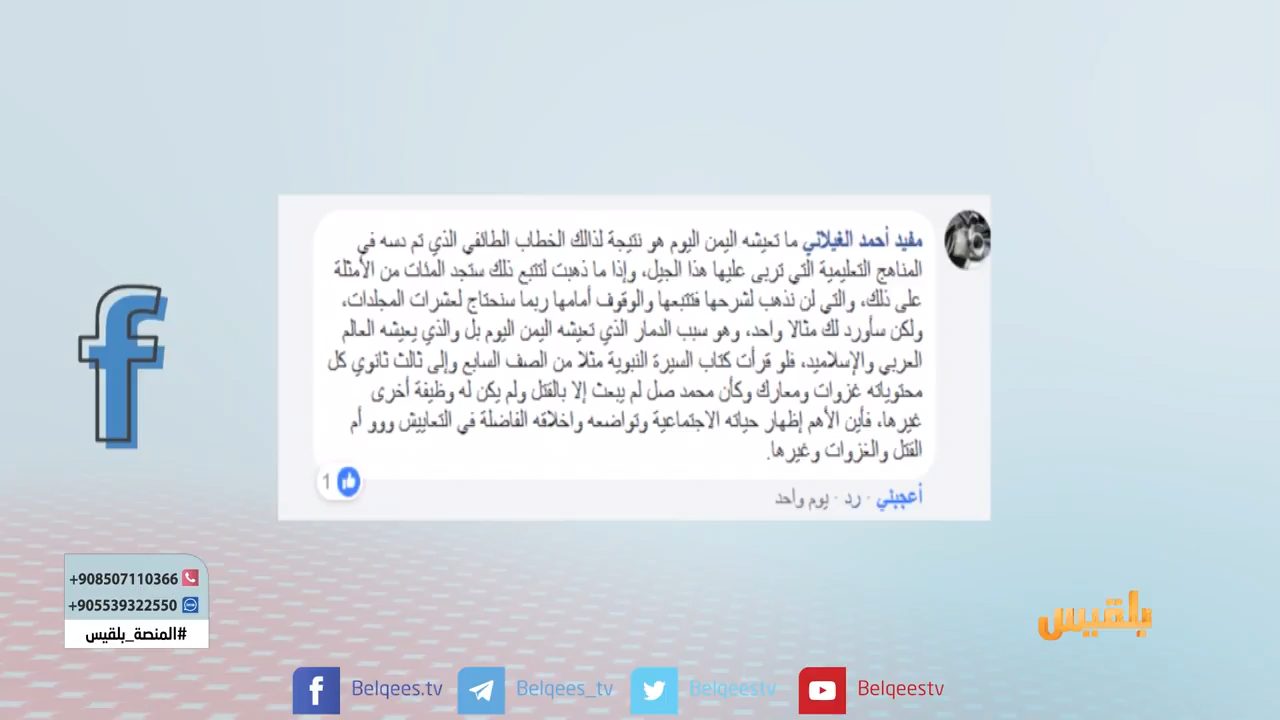 مفيد أحمد الغيلاني ما تعيشه اليمن اليوم هو نتيجة لذالك الخطاب الطائفي الذي تم دسه في
المناهج التعليمية التي تربى عليها هذا الجيل، وإذا ما ذهبت لتتبع ذلك ستجد المئات من الأمثلة
على ذلك، والتي لن نذهب لشرحها فتتبعها والوقوف أمامها ربما سنحتاج لعشرات المجلدات،
ولكن سأورد لك مثالا واحد، وهو سبب الدمار الذي تعيشه اليمن اليوم بل والذي يعيشه العالم
العربي والإسلاميد، فلو قرأت كتاب السيرة النبوية مثلا من الصف السابع وإلى ثالث ثانوي كل
محتوياته غزوات ومعارك وكأن محمد صل لم يبعث إلا بالقتل ولم يكن له وظيفة أخرى
غيرها، فأين الأهم إظهار حياته الاجتماعية وتواضعه واخلاقه الفاضلة في التعاييش ووو أم
القتل والغزوات وغيرها.
1
أعجبني · رد · يوم واحد
+908507110366
+905539322550
#المنصة_بلقيس
بلقيس
Belqees.tv
Belqees_tv
Belqeestv
Belqeestv